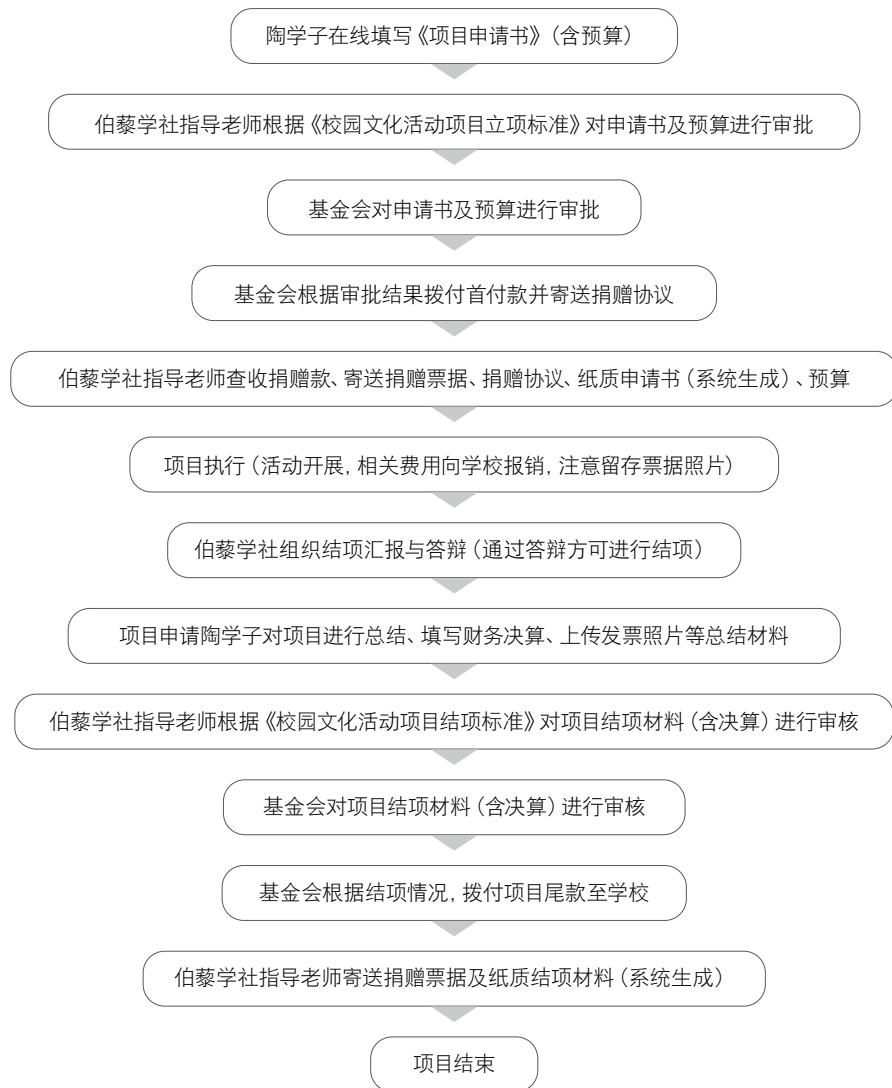 陶学子在线填写《项目申请书》（含预算）
伯藜学社指导老师根据《校园文化活动项目立项标准》对申请书及预算进行审批
基金会对申请书及预算进行审批
基金会根据审批结果拨付首付款并寄送捐赠协议
伯藜学社指导老师查收捐赠款、寄送捐赠票据、捐赠协议、纸质申请书（系统生成）、预算
项目执行（活动开展，相关费用向学校报销，注意留存票据照片）
伯藜学社组织结项汇报与答辩（通过答辩方可进行结项）
项目申请陶学子对项目进行总结、填写财务决算、上传发票照片等总结材料
伯藜学社指导老师根据《校园文化活动项目结项标准》对项目结项材料（含决算）进行审核
基金会对项目结项材料（含决算）进行审核
基金会根据结项情况，拨付项目尾款至学校
伯藜学社指导老师寄送捐赠票据及纸质结项材料（系统生成）
项目结束